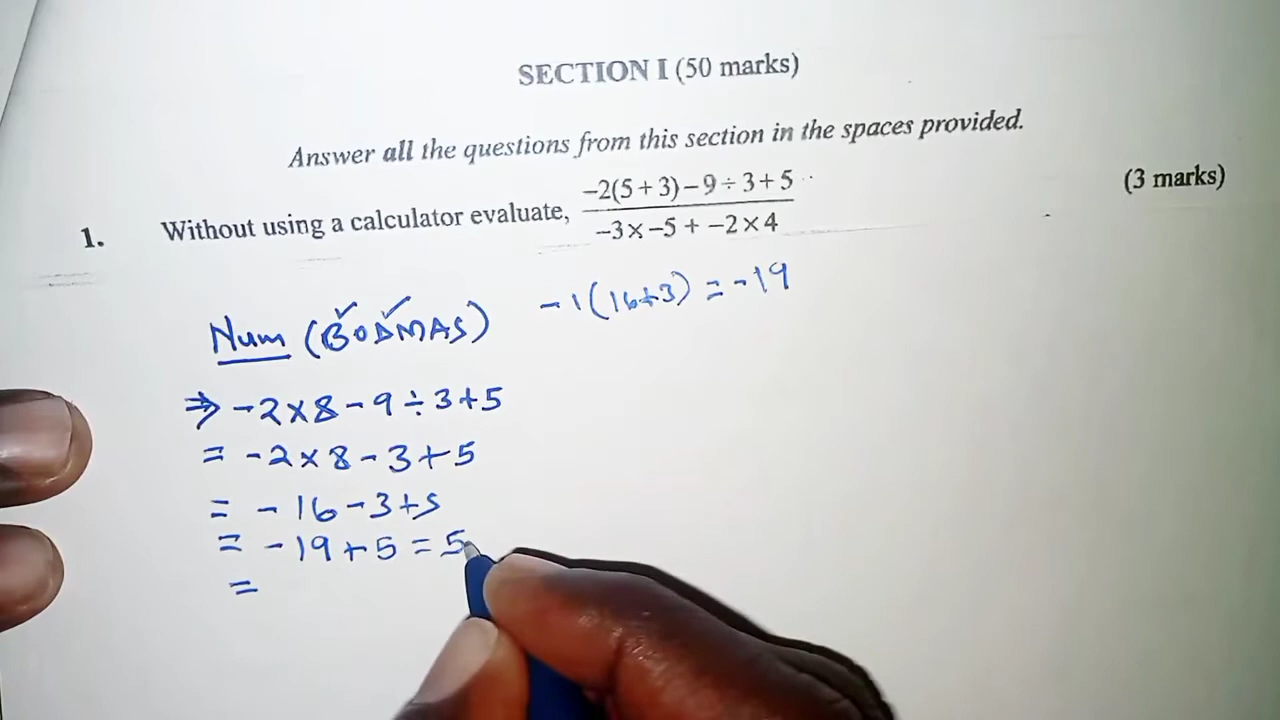 SECTION I (50 marks)
Answer all the questions from this section in the spaces provided.
1. Without using a calculator evaluate, (3 marks)
−2(5 + 3) − 9 ÷ 3 + 5
−3 × −5 + −2 × 4
Num (BODMAS) -1(16+3) = -19
⇒ -2×8-9÷3+5
= -2×8-3+5
= -16-3+5
= -19+5 = 5
=